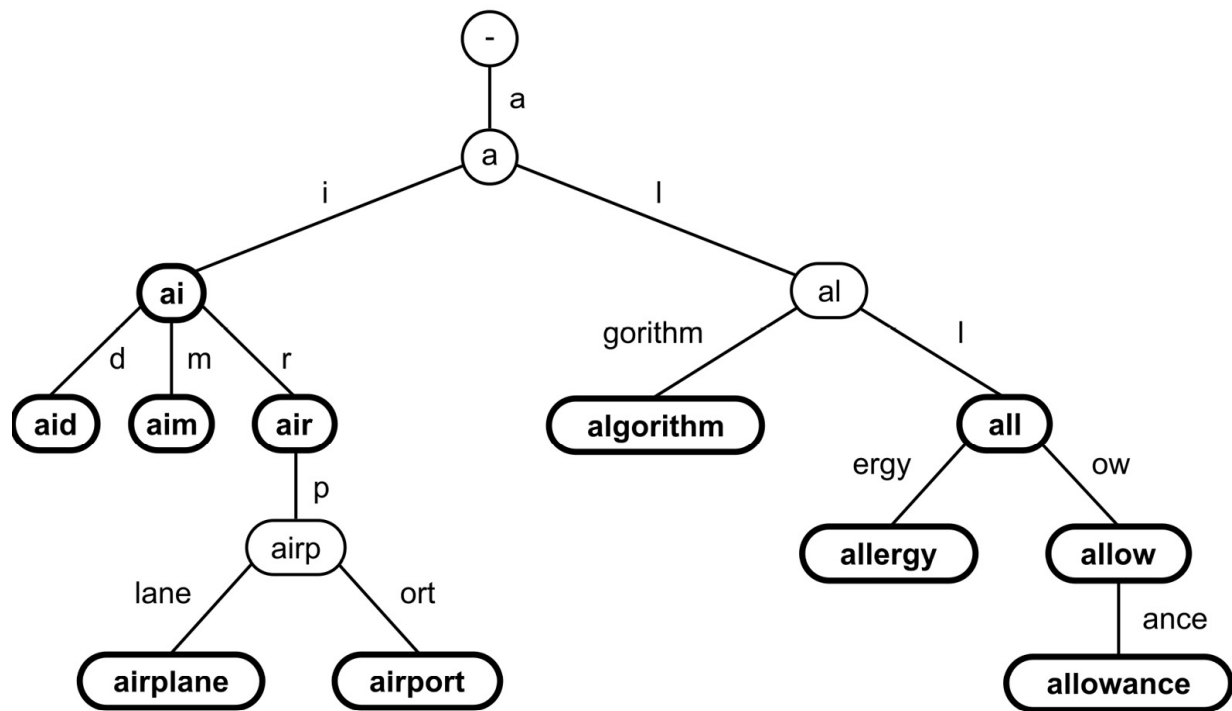 -
a
a
i
l
ai
al
gorithm
l
d
m
r
aid
aim
air
algorithm
all
ergy
ow
p
airp
allergy
allow
lane
ort
ance
airplane
airport
allowance